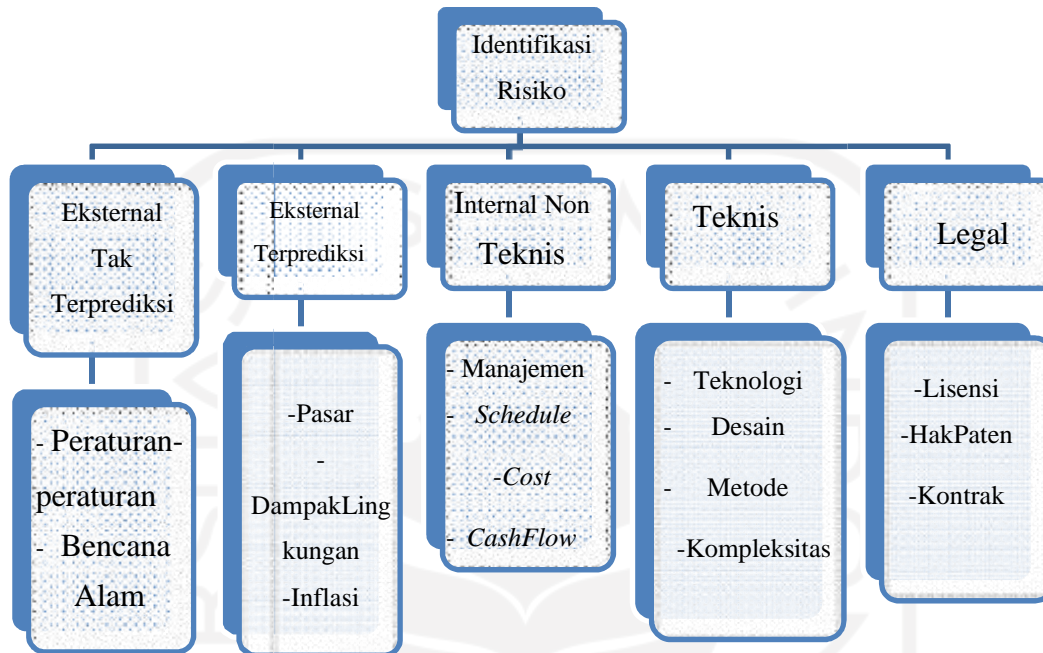 Identifikasi
Risiko
Eksternal
Tak
Terprediksi
Eksternal
Terprediksi
Internal Non
Teknis
Teknis
Legal
- Peraturan-
peraturan
- Bencana
Alam
-Pasar
-
DampakLing
kungan
-Inflasi
- Manajemen
- Schedule
-Cost
- CashFlow
- Teknologi
- Desain
- Metode
-Kompleksitas
-Lisensi
-HakPaten
-Kontrak